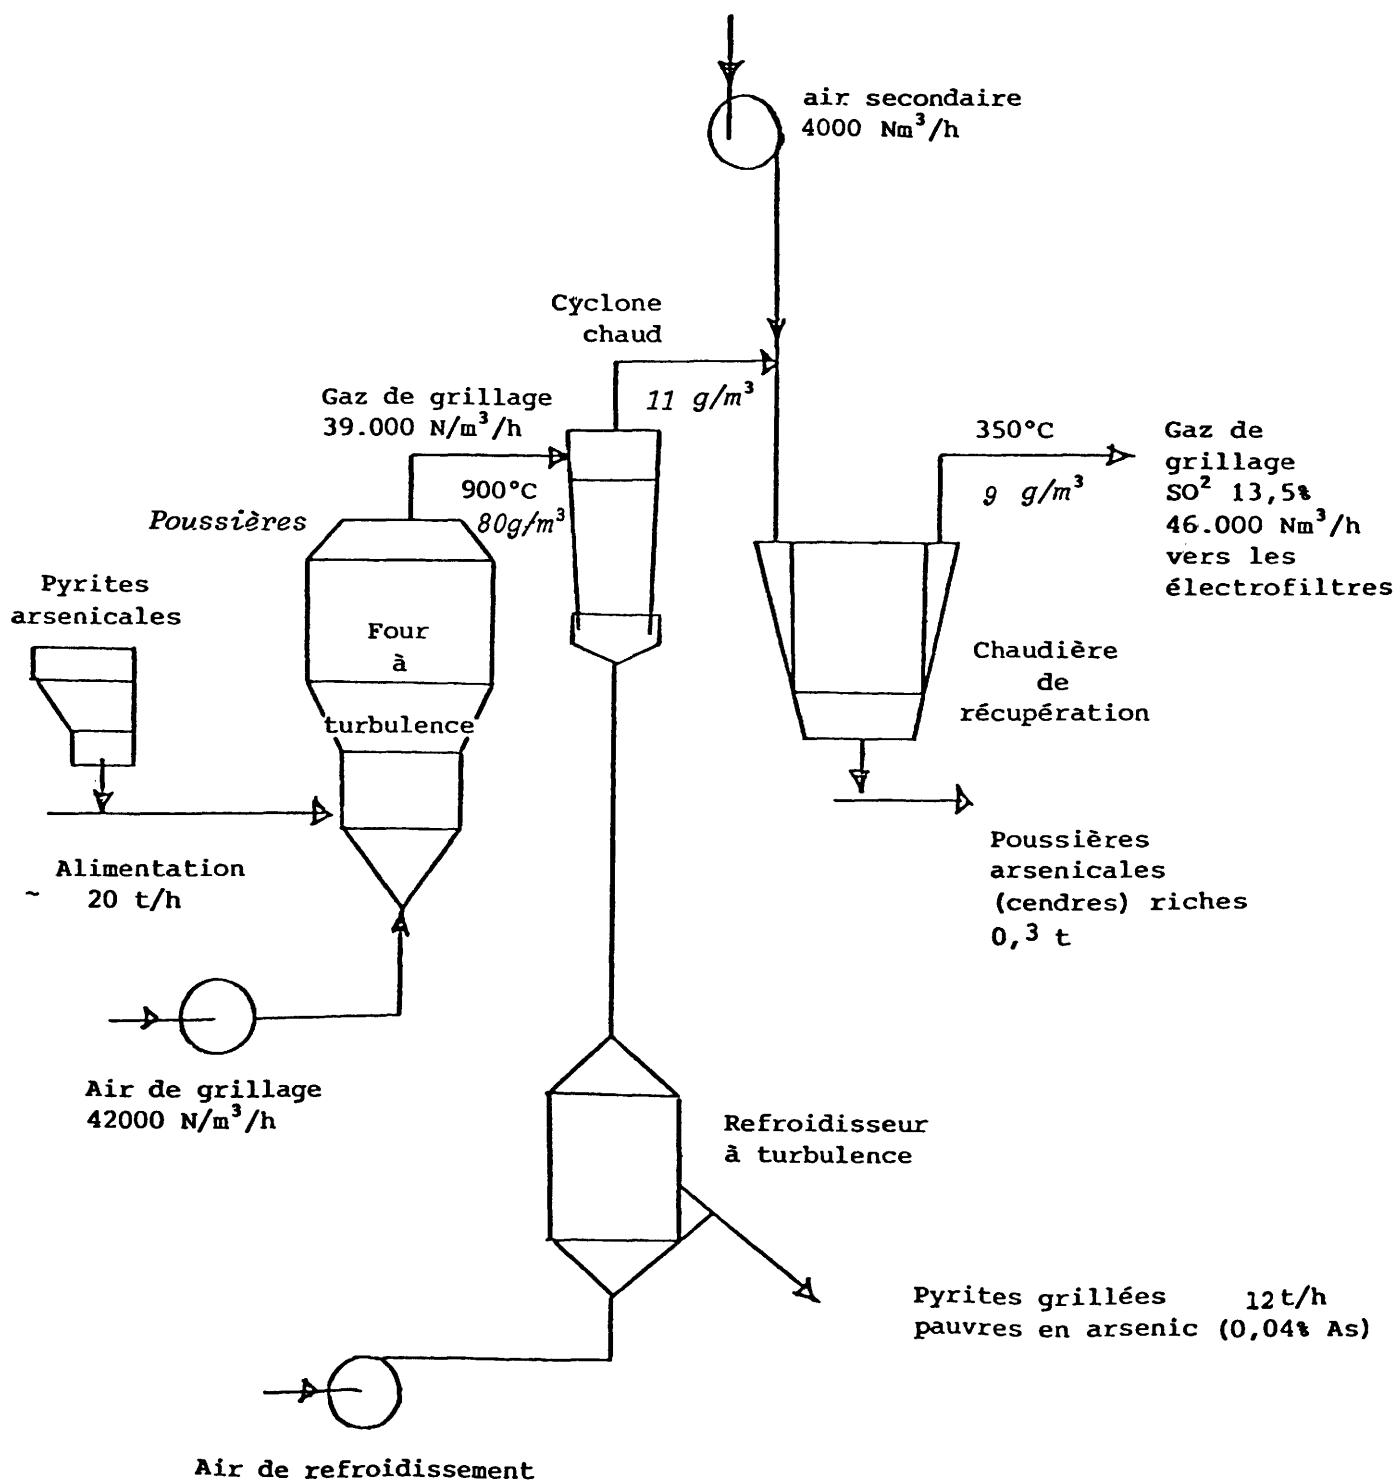 air secondaire
4000 Nm³/h
Cyclone
chaud
11 g/m³
Gaz de grillage
39.000 N/m³/h
900°C
80g/m³
Poussières
350°C
9 g/m³
Gaz de
grillage
SO² 13,5%
46.000 Nm³/h
vers les
électrofiltres
Pyrites
arsenicales
Four
à
turbulence
Chaudière
de
récupération
Alimentation
~ 20 t/h
Poussières
arsenicales
(cendres) riches
0,3 t
Air de grillage
42000 N/m³/h
Refroidisseur
à turbulence
Pyrites grillées 12 t/h
pauvres en arsenic (0,04% As)
Air de refroidissement